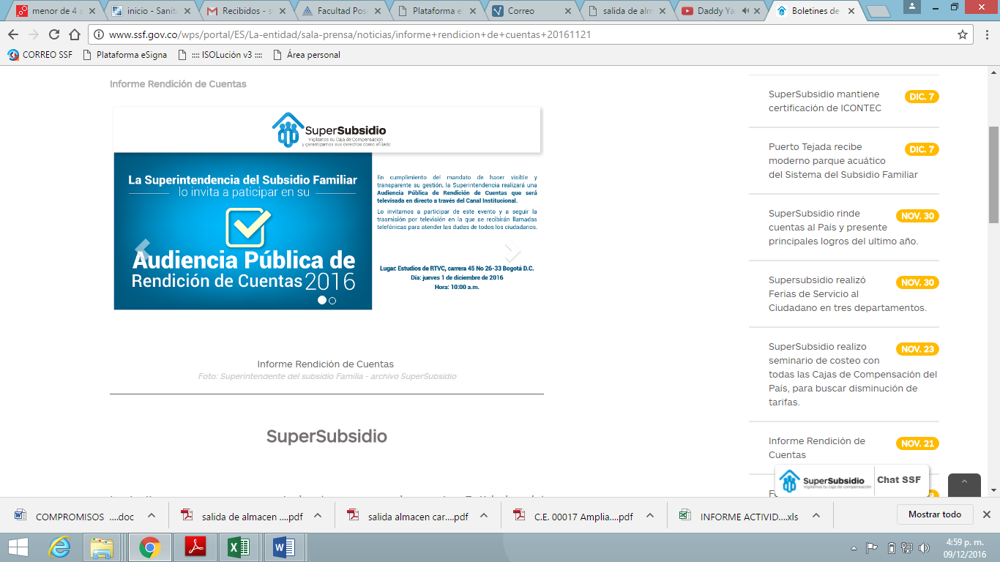 menor de 4 a
inicio - Sanit
Recibidos - s
Facultad Pos
Plataforma e
Correo
salida de alm
Daddy Ya
Boletines de
www.ssf.gov.co/wps/portal/ES/La-entidad/sala-prensa/noticias/informe+rendicion+de+cuentas+20161121
CORREO SSF
Plataforma eSigna
:::: ISOLución v3 ::::
Área personal
Informe Rendición de Cuentas
SuperSubsidio
Vigilamos su Caja de Compensación
y garantizamos sus derechos como afiliado
La Superintendencia del Subsidio Familiar
lo invita a paticipar en su
Audiencia Pública de
Rendición de Cuentas 2016
En cumplimiento del mandato de hacer visible y
transparente su gestión, la Superintendencia realizará una
Audiencia Pública de Rendición de Cuentas que será
televisada en directo a través del Canal Institucional.
Lo invitamos a participar de este evento y a seguir la
trasmisión por televisión en la que se recibirán llamadas
telefónicas para atender las dudas de todos los ciudadanos.
Lugar: Estudios de RTVC, carrera 45 No 26-33 Bogotá D.C.
Día: jueves 1 de diciembre de 2016
Hora: 10:00 a.m.
Informe Rendición de Cuentas
Foto: Superintendente del subsidio Familia - archivo SuperSubsidio
SuperSubsidio
SuperSubsidio mantiene DIC. 7
certificación de ICONTEC
Puerto Tejada recibe DIC. 7
moderno parque acuático
del Sistema del Subsidio Familiar
SuperSubsidio rinde NOV. 30
cuentas al País y presente
principales logros del ultimo año.
Supersubsidio realizó NOV. 30
Ferias de Servicio al
Ciudadano en tres departamentos.
SuperSubsidio realizo NOV. 23
seminario de costeo con
todas las Cajas de Compensación del
País, para buscar disminución de
tarifas.
Informe Rendición de NOV. 21
Cuentas
SuperSubsidio
Vigilamos tu caja de compensación
Chat SSF
COMPROMISOS ....doc
salida de almacen ....pdf
salida almacen car....pdf
C.E. 00017 Amplia....pdf
INFORME ACTIVID....xls
Mostrar todo
4:59 p. m.
09/12/2016